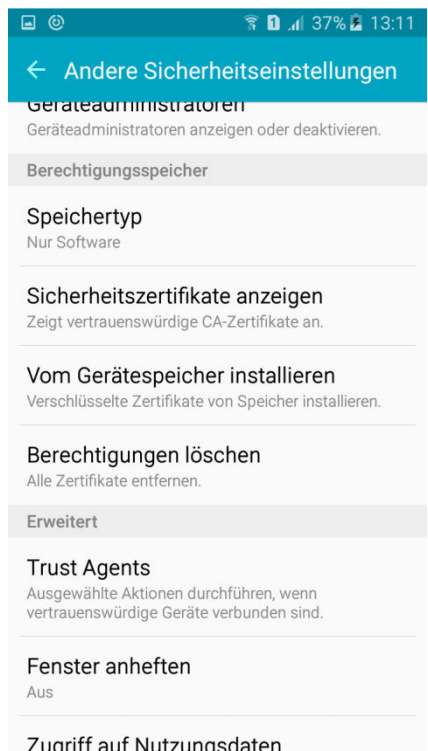 1 37% 13:11
← Andere Sicherheitseinstellungen
Geräteadministratoren
Geräteadministratoren anzeigen oder deaktivieren.
Berechtigungsspeicher
Speichertyp
Nur Software
Sicherheitszertifikate anzeigen
Zeigt vertrauenswürdige CA-Zertifikate an.
Vom Gerätespeicher installieren
Verschlüsselte Zertifikate von Speicher installieren.
Berechtigungen löschen
Alle Zertifikate entfernen.
Erweitert
Trust Agents
Ausgewählte Aktionen durchführen, wenn
vertrauenswürdige Geräte verbunden sind.
Fenster anheften
Aus
Zugriff auf Nutzungsdaten